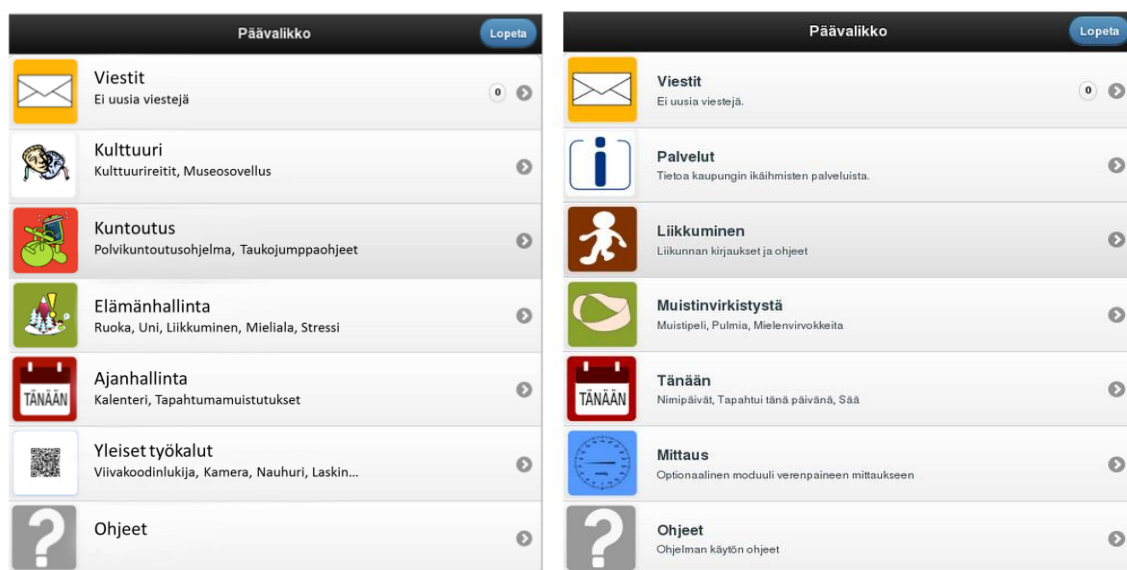 Päävalikko
Lopeta
Viestit
Ei uusia viestejä
0
Kulttuuri
Kulttuurireitit, Museosovellus
Kuntoutus
Polvikuntoutusohjelma, Taukojumppaohjeet
Elämänhallinta
Ruoka, Uni, Liikkuminen, Mieliala, Stressi
TÄNÄÄN
Ajanhallinta
Kalenteri, Tapahtumamuistutukset
Yleiset työkalut
Viivakoodinlukija, Kamera, Nauhuri, Laskin...
?
Ohjeet
Päävalikko
Lopeta
Viestit
Ei uusia viestejä.
0
i
Palvelut
Tietoa kaupungin ikäihmisten palveluista.
Liikkuminen
Liikunnan kirjaukset ja ohjeet
Muistinvirkistystä
Muistipeli, Pulmia, Mielenvirvokkeita
TÄNÄÄN
Tänään
Nimipäivät, Tapahtui tänä päivänä, Sää
Mittaus
Optionaalinen moduuli verenpaineen mittaukseen
?
Ohjeet
Ohjelman käytön ohjeet